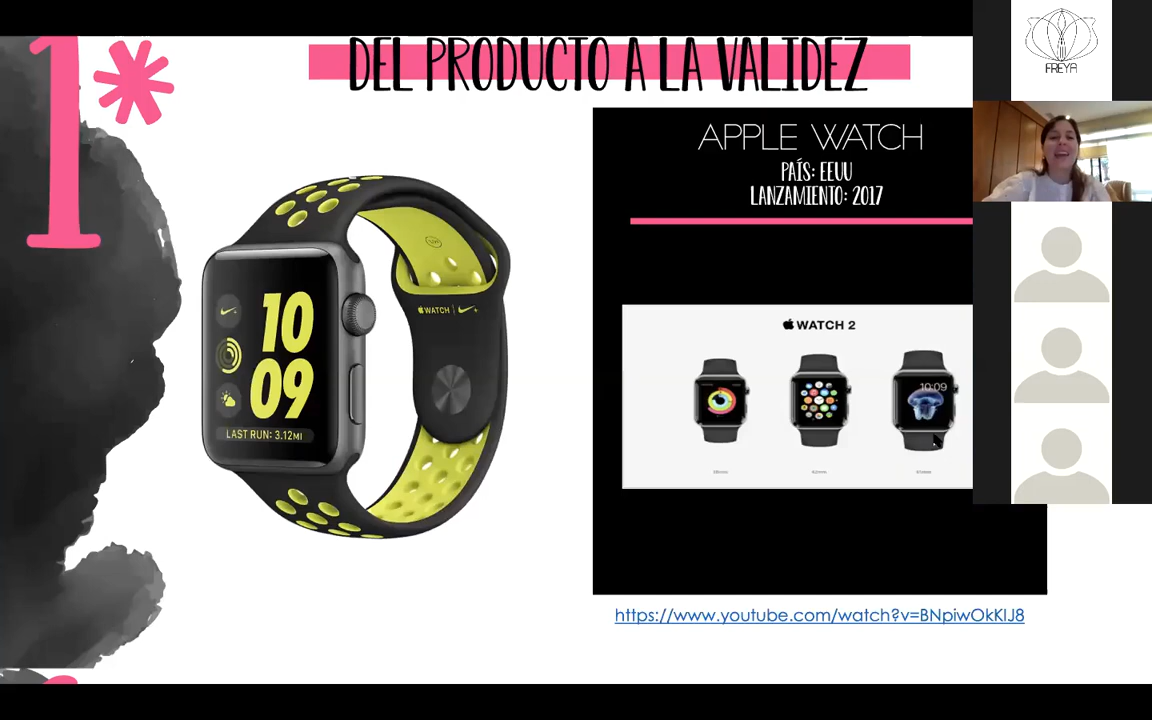 1*
DEL PRODUCTO A LA VALIDEZ
FREYA
APPLE WATCH
PAÍS: EEUU
LANZAMIENTO: 2017
10
09
LAST RUN: 3.12MI
WATCH
WATCH 2
10:09
https://www.youtube.com/watch?v=BNpiwOkKIJ8